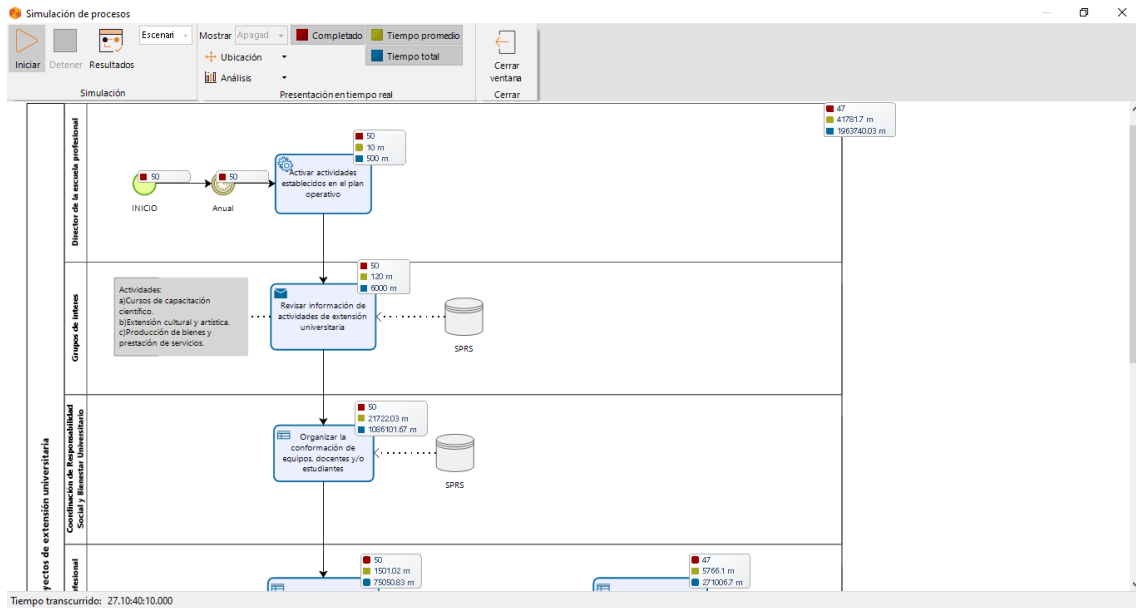 Simulación de procesos
Iniciar
Detener
Resultados
Escenari
Simulación
Mostrar
Apagad
Completado
Tiempo promedio
Ubicación
Tiempo total
Análisis
Presentación en tiempo real
Cerrar
ventana
Cerrar
47
41781.7 m
1963740.03 m
yectos de extensión universitaria
Director de la escuela profesional
50
INICIO
50
Anual
50
10 m
500 m
Activar actividades
establecidos en el plan
operativo
Grupos de interes
Actividades:
a)Cursos de capacitación
científico.
b)Extensión cultural y artística.
c)Producción de bienes y
prestación de servicios.
50
120 m
6000 m
Revisar información de
actividades de extensión
universitaria
SPRS
Coordinación de Responsabilidad
Social y Bienestar Universitario
50
21722.03 m
1086101.67 m
Organizar la
conformación de
equipos, docentes y/o
estudiantes
SPRS
fesional
50
1501.02 m
75050.83 m
47
5766.1 m
271006.7 m
Tiempo transcurrido: 27.10:40:10.000